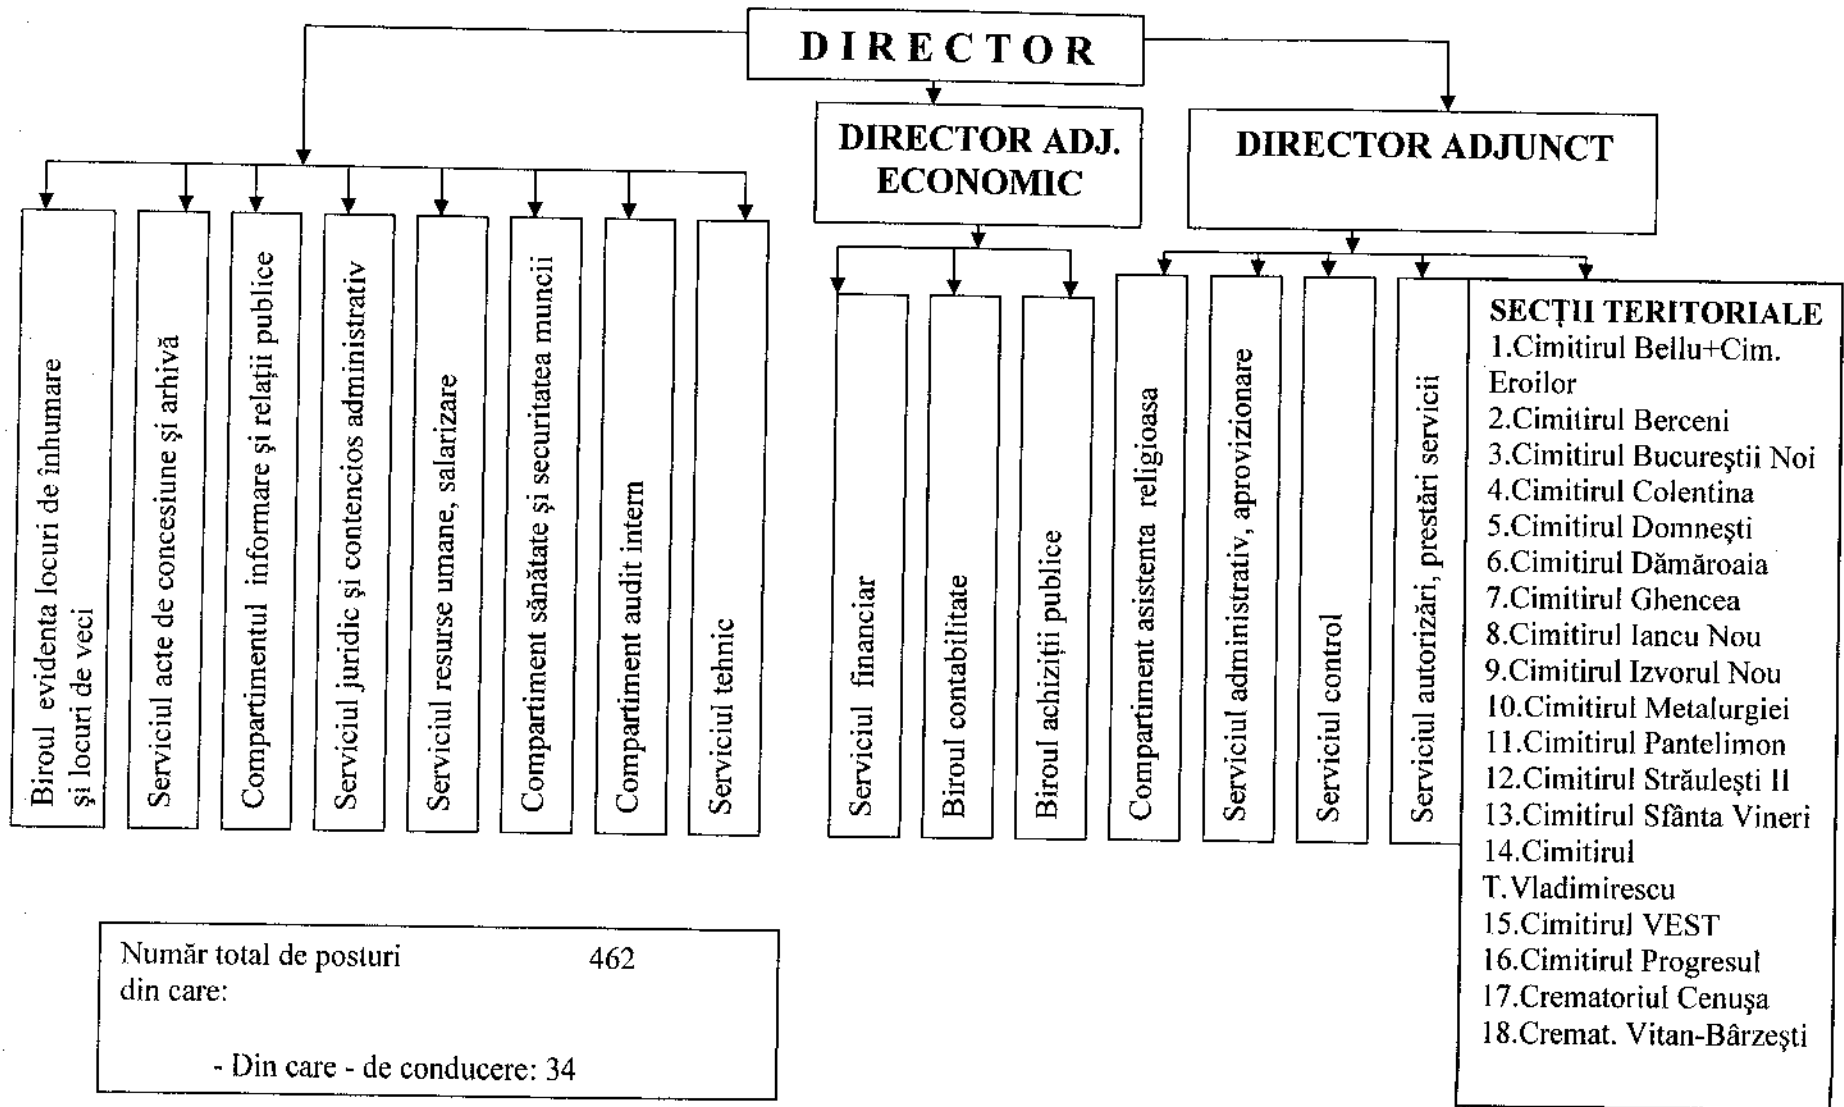 DIRECTOR
DIRECTOR ADJ.
ECONOMIC
DIRECTOR ADJUNCT
Biroul evidenta locuri de înhumare
și locuri de veci
Serviciul acte de concesiune și arhivă
Compartimentul informare și relații publice
Serviciul juridic și contencios administrativ
Serviciul resurse umane, salarizare
Compartiment sănătate și securitatea muncii
Compartiment audit intern
Serviciul tehnic
Serviciul financiar
Biroul contabilitate
Biroul achiziții publice
Compartiment asistenta religioasa
Serviciul administrativ, aprovizionare
Serviciul control
Serviciul autorizări, prestări servicii
SECȚII TERITORIALE
1.Cimitirul Bellu+Cim.
Eroilor
2.Cimitirul Berceni
3.Cimitirul Bucureștii Noi
4.Cimitirul Colentina
5.Cimitirul Domnești
6.Cimitirul Dămăroaia
7.Cimitirul Ghencea
8.Cimitirul Iancu Nou
9.Cimitirul Izvorul Nou
10.Cimitirul Metalurgiei
11.Cimitirul Pantelimon
12.Cimitirul Străulești II
13.Cimitirul Sfânta Vineri
14.Cimitirul
T.Vladimirescu
15.Cimitirul VEST
16.Cimitirul Progresul
17.Crematoriul Cenușa
18.Cremat. Vitan-Bârzești
Număr total de posturi 462
din care:
- Din care - de conducere: 34